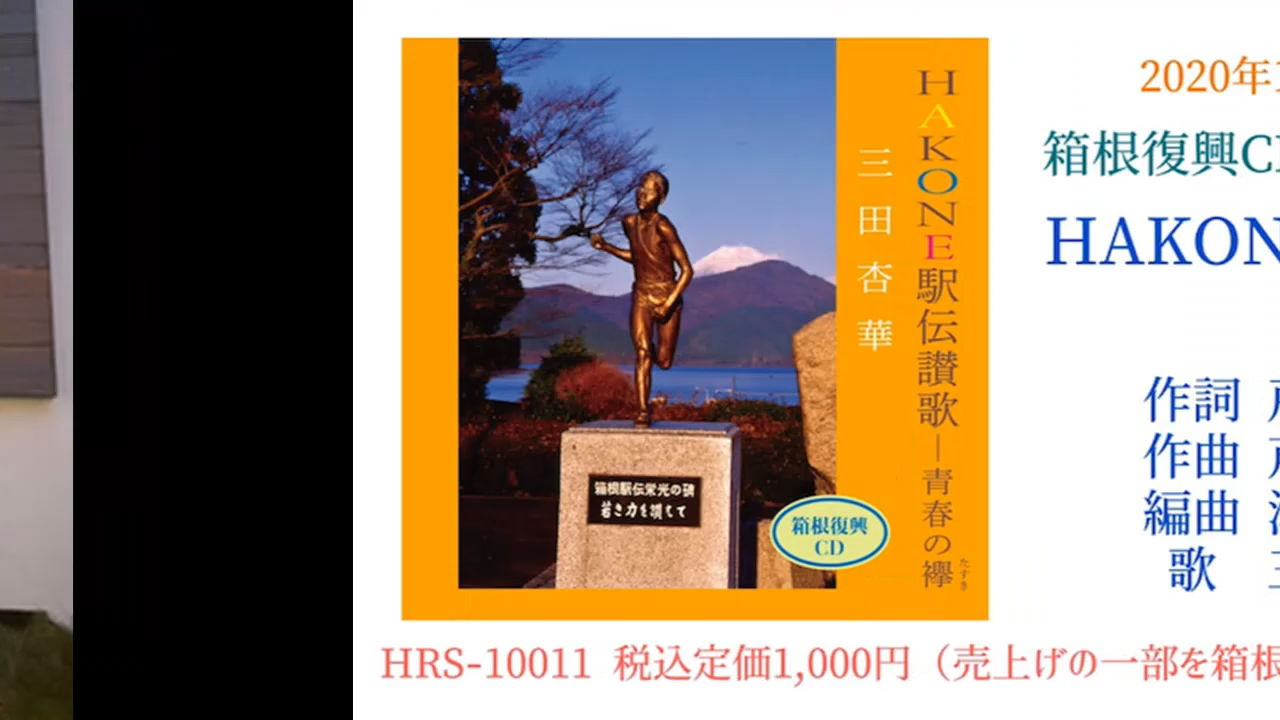 HAKONE駅伝讃歌―青春の襷
たすき
三田杏華
箱根駅伝栄光の碑
若き力を讃えて
箱根復興
CD
2020年
箱根復興C
HAKON
作詞
作曲
編曲
歌
HRS-10011 税込定価1,000円（売上げの一部を箱根